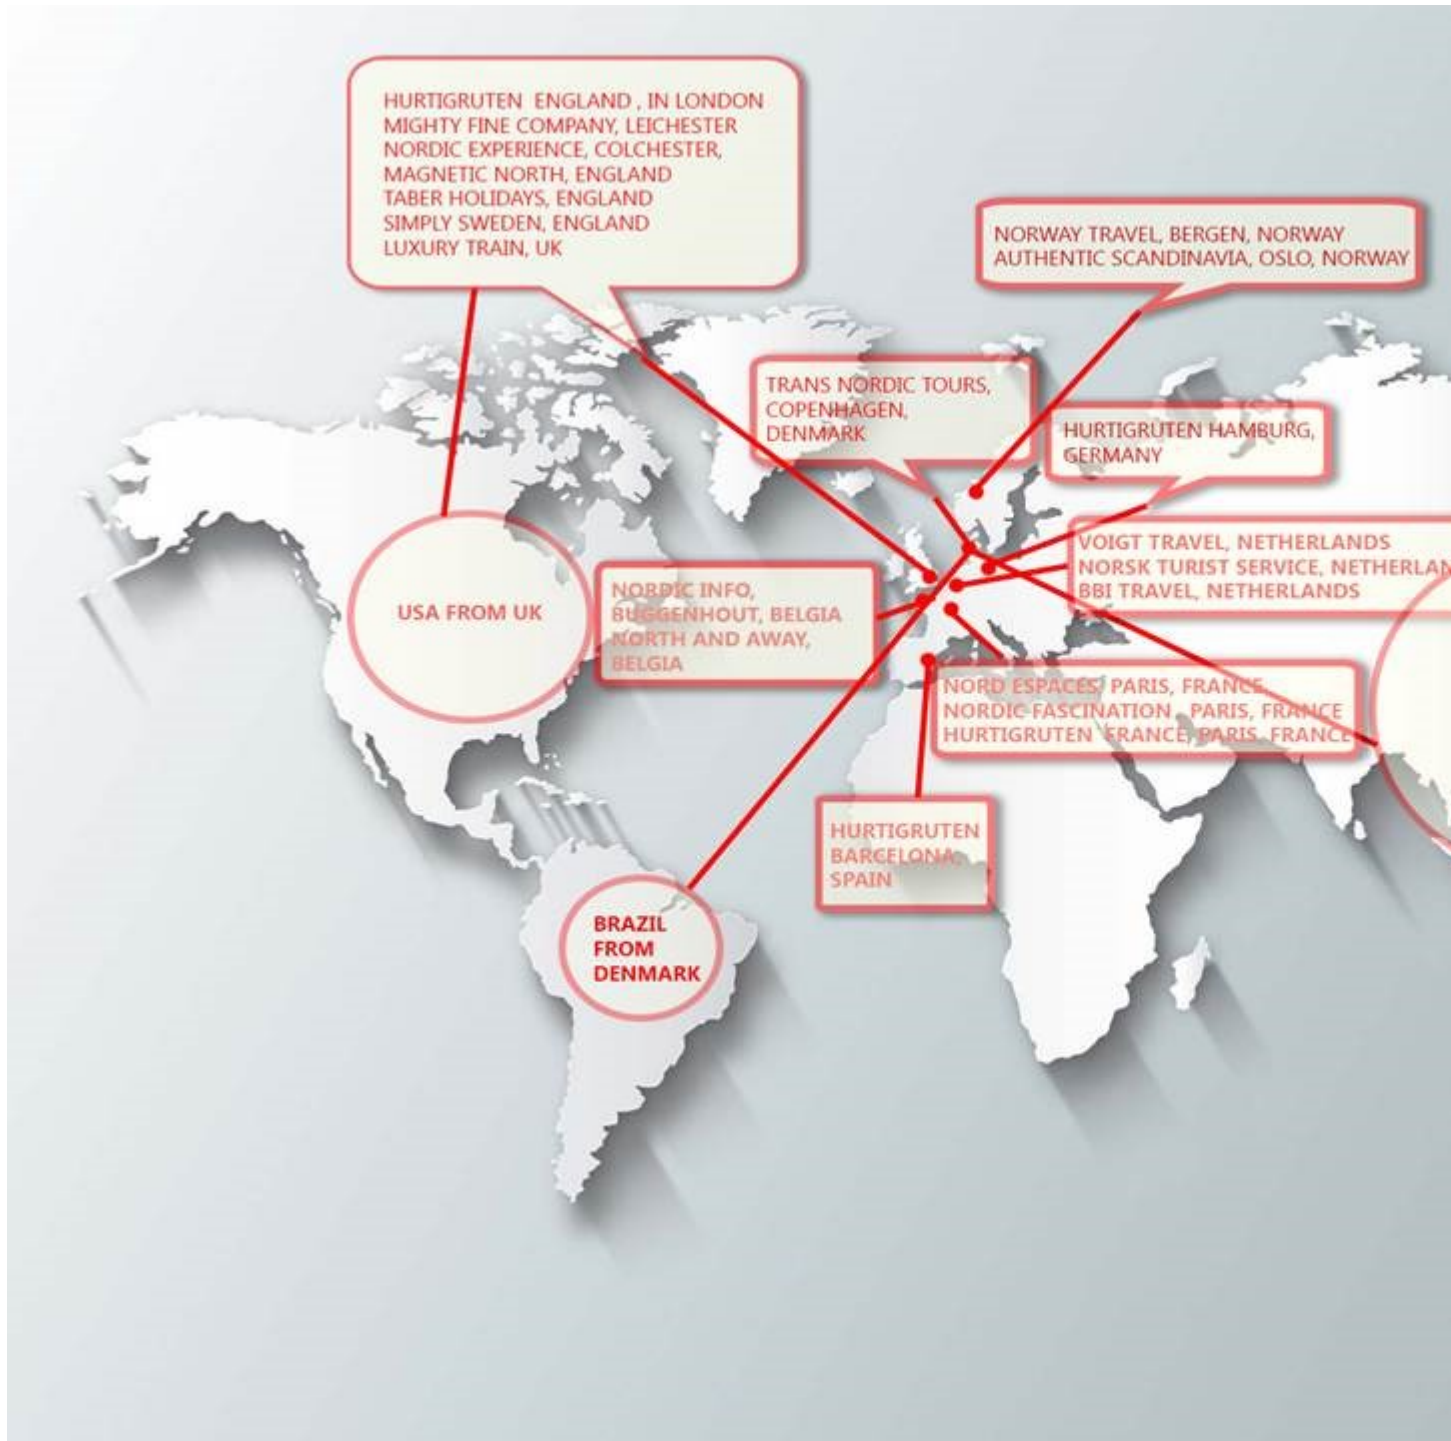 HURTIGRUTEN ENGLAND , IN LONDON
MIGHTY FINE COMPANY, LEICHESTER
NORDIC EXPERIENCE, COLCHESTER,
MAGNETIC NORTH, ENGLAND
TABER HOLIDAYS, ENGLAND
SIMPLY SWEDEN, ENGLAND
LUXURY TRAIN, UK
NORWAY TRAVEL, BERGEN, NORWAY
AUTHENTIC SCANDINAVIA, OSLO, NORWAY
TRANS NORDIC TOURS,
COPENHAGEN,
DENMARK
HURTIGRUTEN HAMBURG,
GERMANY
VOIGT TRAVEL, NETHERLANDS
NORSK TURIST SERVICE, NETHERLAN
BBI TRAVEL, NETHERLANDS
USA FROM UK
NORDIC INFO,
BUGGENHOUT, BELGIA
NORTH AND AWAY,
BELGIA
NORD ESPACES, PARIS, FRANCE,
NORDIC FASCINATION , PARIS, FRANCE
HURTIGRUTEN FRANCE, PARIS, FRANCE
HURTIGRUTEN
BARCELONA,
SPAIN
BRAZIL
FROM
DENMARK